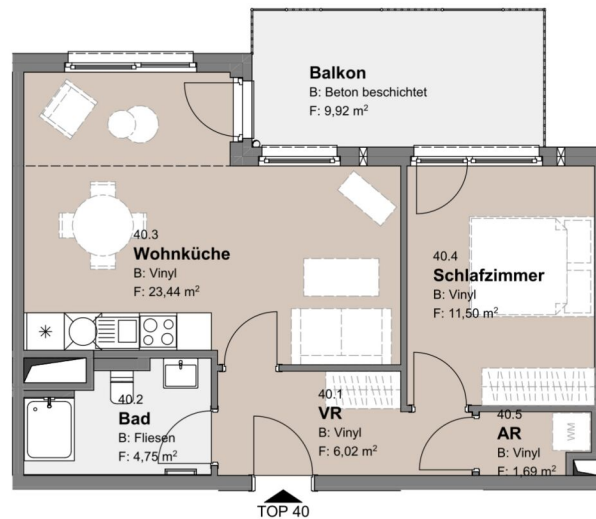 Balkon
B: Beton beschichtet
F: 9,92 m²
40.3
Wohnküche
B: Vinyl
F: 23,44 m²
40.4
Schlafzimmer
B: Vinyl
F: 11,50 m²
40.2
Bad
B: Fliesen
F: 4,75 m²
40.1
VR
B: Vinyl
F: 6,02 m²
40.5
AR
B: Vinyl
F: 1,69 m²
WM
TOP 40